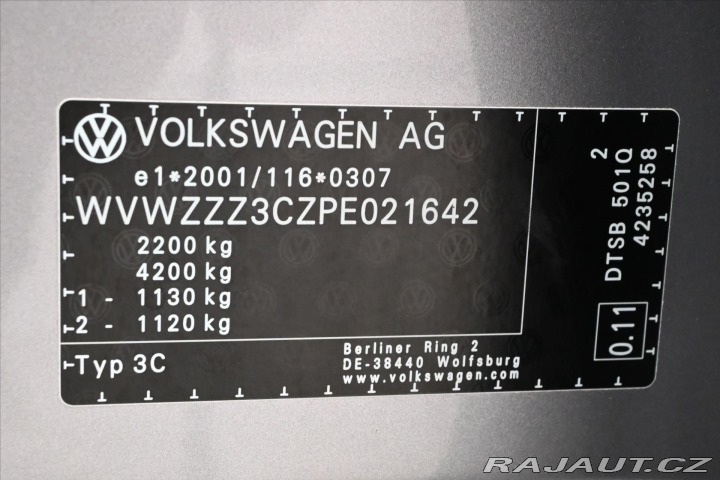 VOLKSWAGEN AG
e1*2001/116*0307
WVWZZZ3CZPE021642
2200 kg
4200 kg
1 - 1130 kg
2 - 1120 kg
Typ 3C
Berliner Ring 2
DE-38440 Wolfsburg
www.volkswagen.com
2
DTSB 501Q
4235258
0.11
RAJAUT.CZ